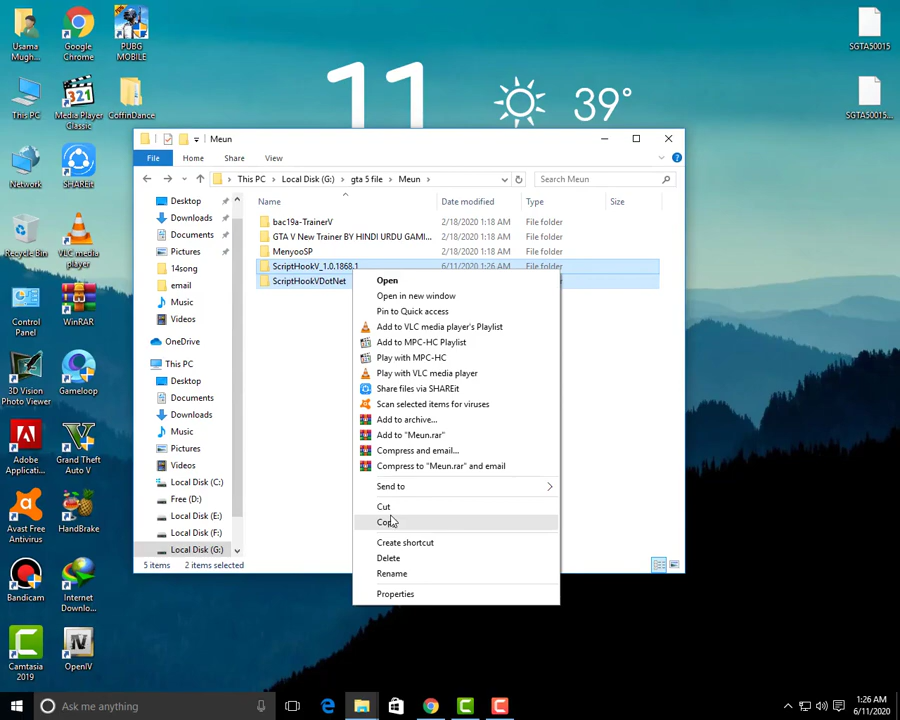 Usama
Mugh...
Google
Chrome
PUBG
MOBILE
This PC
Media Player
Classic
CoffinDance
Network
SHAREit
Recycle Bin
VLC media
player
Control
Panel
WinRAR
3D Vision
Photo Viewer
Gameloop
Adobe
Applicati...
Grand Theft
Auto V
Avast Free
Antivirus
HandBrake
Bandicam
Internet
Downlo...
Camtasia
2019
OpenIV
11
39°
SGTA50015
SGTA50015...
Meun
File
Home
Share
View
This PC
Local Disk (G:)
gta 5 file
Meun
Search Meun
Name
Date modified
Type
Size
bac19a-TrainerV
2/18/2020 1:18 AM
File folder
GTA V New Trainer BY HINDI URDU GAMI...
2/18/2020 1:18 AM
File folder
MenyooSP
2/18/2020 1:18 AM
File folder
ScriptHookV_1.0.1868.1
6/11/2020 1:26 AM
File folder
ScriptHookVDotNet
Desktop
Downloads
Documents
Pictures
14song
email
Music
Videos
OneDrive
This PC
Desktop
Documents
Downloads
Music
Pictures
Videos
Local Disk (C:)
Free (D:)
Local Disk (E:)
Local Disk (F:)
Local Disk (G:)
5 items
2 items selected
Open
Open in new window
Pin to Quick access
Add to VLC media player's Playlist
Add to MPC-HC Playlist
Play with MPC-HC
Play with VLC media player
Share files via SHAREit
Scan selected items for viruses
Add to archive...
Add to "Meun.rar"
Compress and email...
Compress to "Meun.rar" and email
Send to
Cut
Copy
Create shortcut
Delete
Rename
Properties
Ask me anything
1:26 AM
6/11/2020